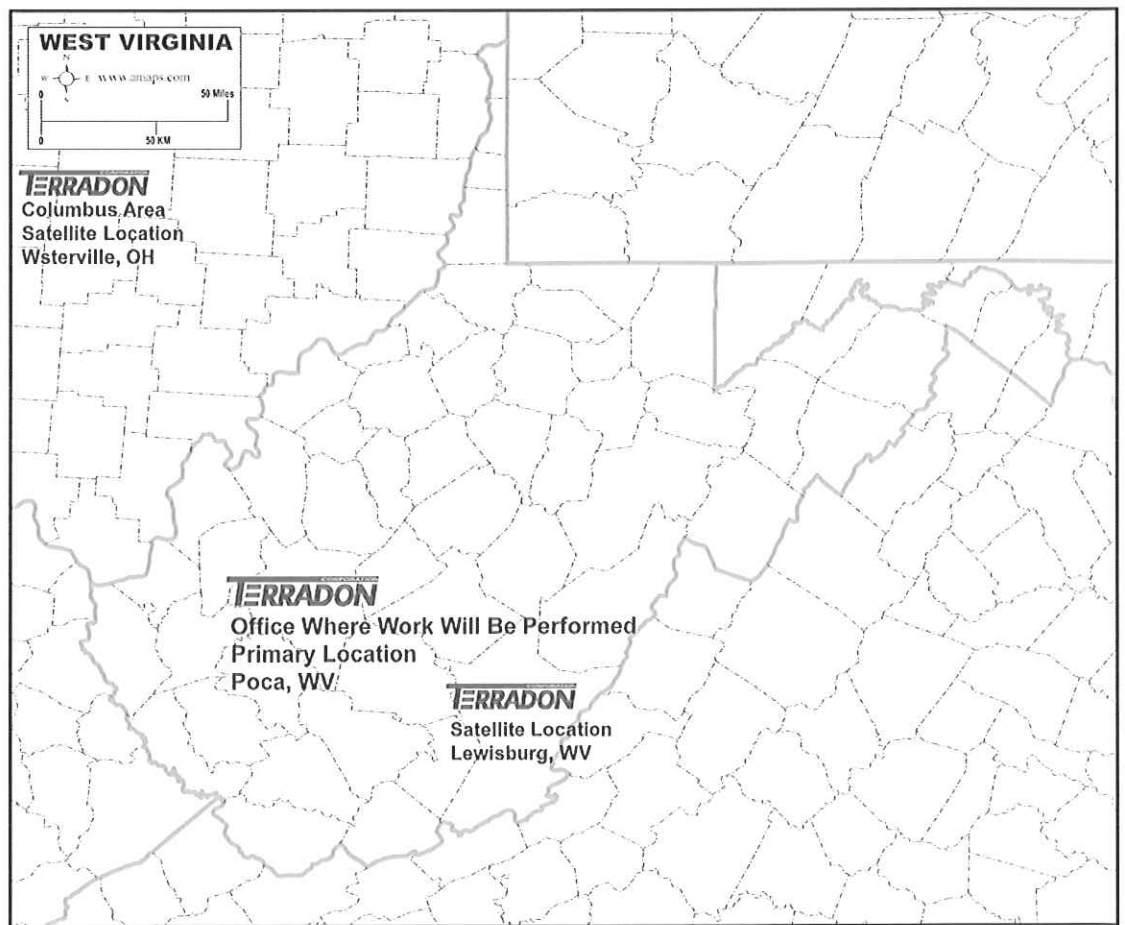 WEST VIRGINIA
N
W E www.amaps.com
S
0 50 Miles
0 50 KM
CORPORATION
TERRADON
Columbus Area
Satellite Location
Wsterville, OH
CORPORATION
TERRADON
Office Where Work Will Be Performed
Primary Location
Poca, WV
CORPORATION
TERRADON
Satellite Location
Lewisburg, WV